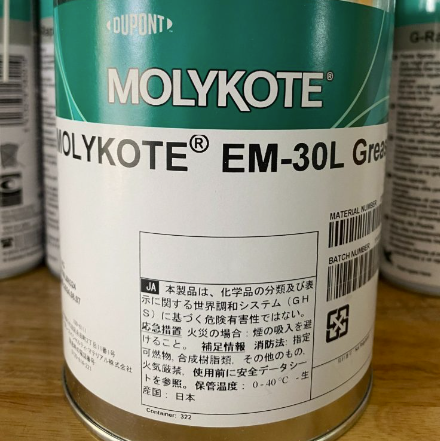 DUPONT
MOLYKOTE®
MOLYKOTE® EM-30L Grea
G-Ra
MATERIAL NUMBER
BATCH NUMBER
JA 本製品は、化学品の分類及び表
示に関する世界調和システム（GH
S）に基づく危険有害性ではない。
応急措置 火災の場合：煙の吸入を避
けること。 補足情報 消防法：指定
可燃物，合成樹脂類，その他のもの，
火気厳禁，使用前に安全データシー
トを参照。 保管温度： 0-40℃ -生
産国：日本
Container: 322